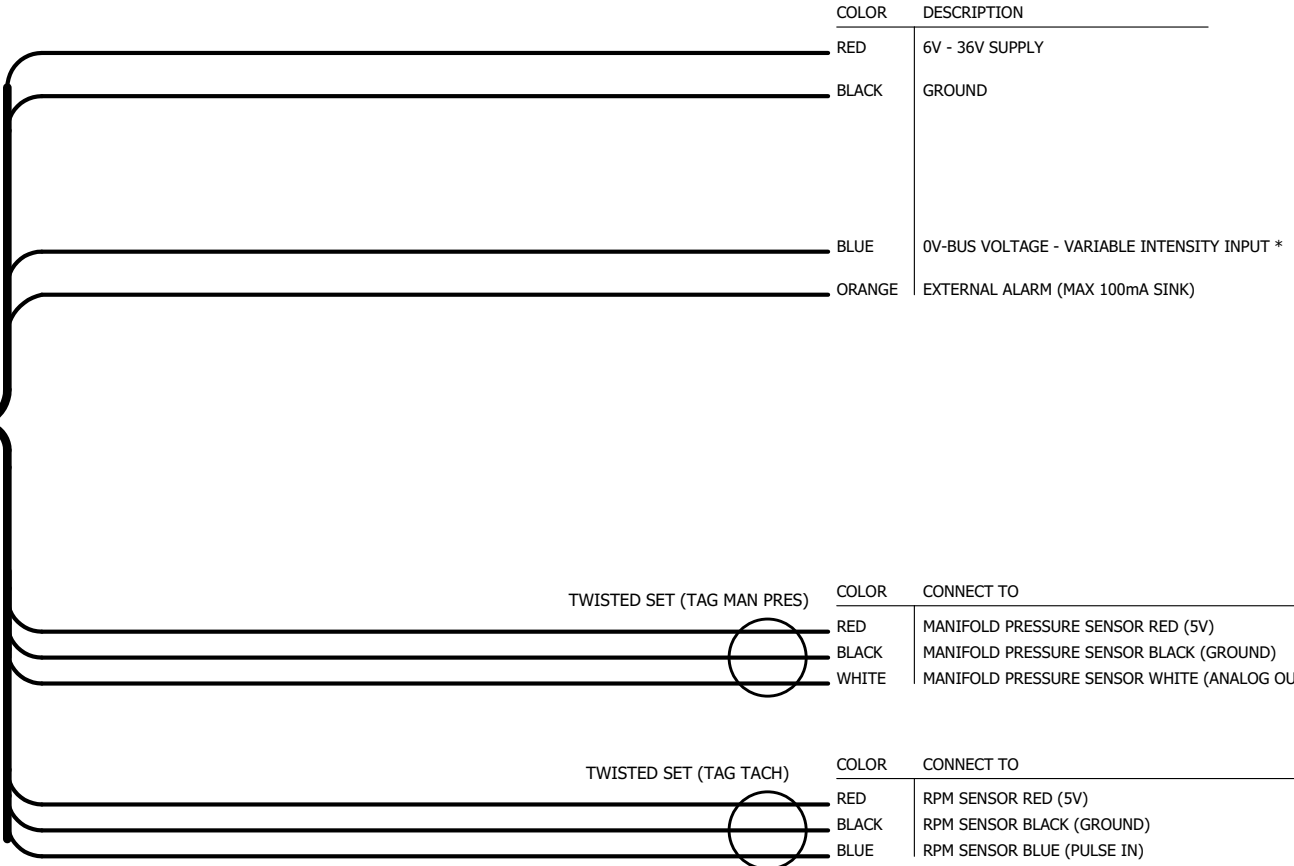 COLOR DESCRIPTION
RED 6V - 36V SUPPLY
BLACK GROUND
BLUE 0V-BUS VOLTAGE - VARIABLE INTENSITY INPUT *
ORANGE EXTERNAL ALARM (MAX 100mA SINK)
TWISTED SET (TAG MAN PRES)
COLOR CONNECT TO
RED MANIFOLD PRESSURE SENSOR RED (5V)
BLACK MANIFOLD PRESSURE SENSOR BLACK (GROUND)
WHITE MANIFOLD PRESSURE SENSOR WHITE (ANALOG
TWISTED SET (TAG TACH)
COLOR CONNECT TO
RED RPM SENSOR RED (5V)
BLACK RPM SENSOR BLACK (GROUND)
BLUE RPM SENSOR BLUE (PULSE IN)